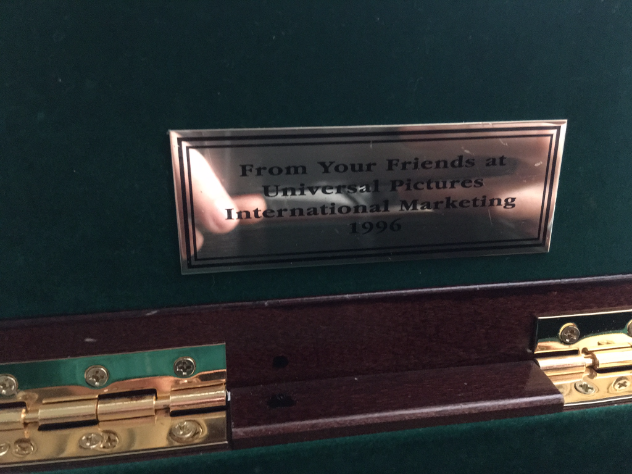 From Your Friends at
Universal Pictures
International Marketing
1996